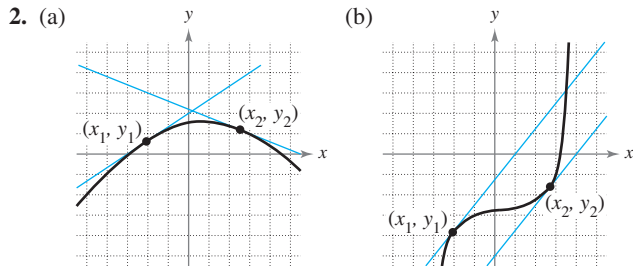 2. (a)
y
(x₁, y₁)
(x₂, y₂)
x
(b)
y
x
(x₁, y₁)
(x₂, y₂)